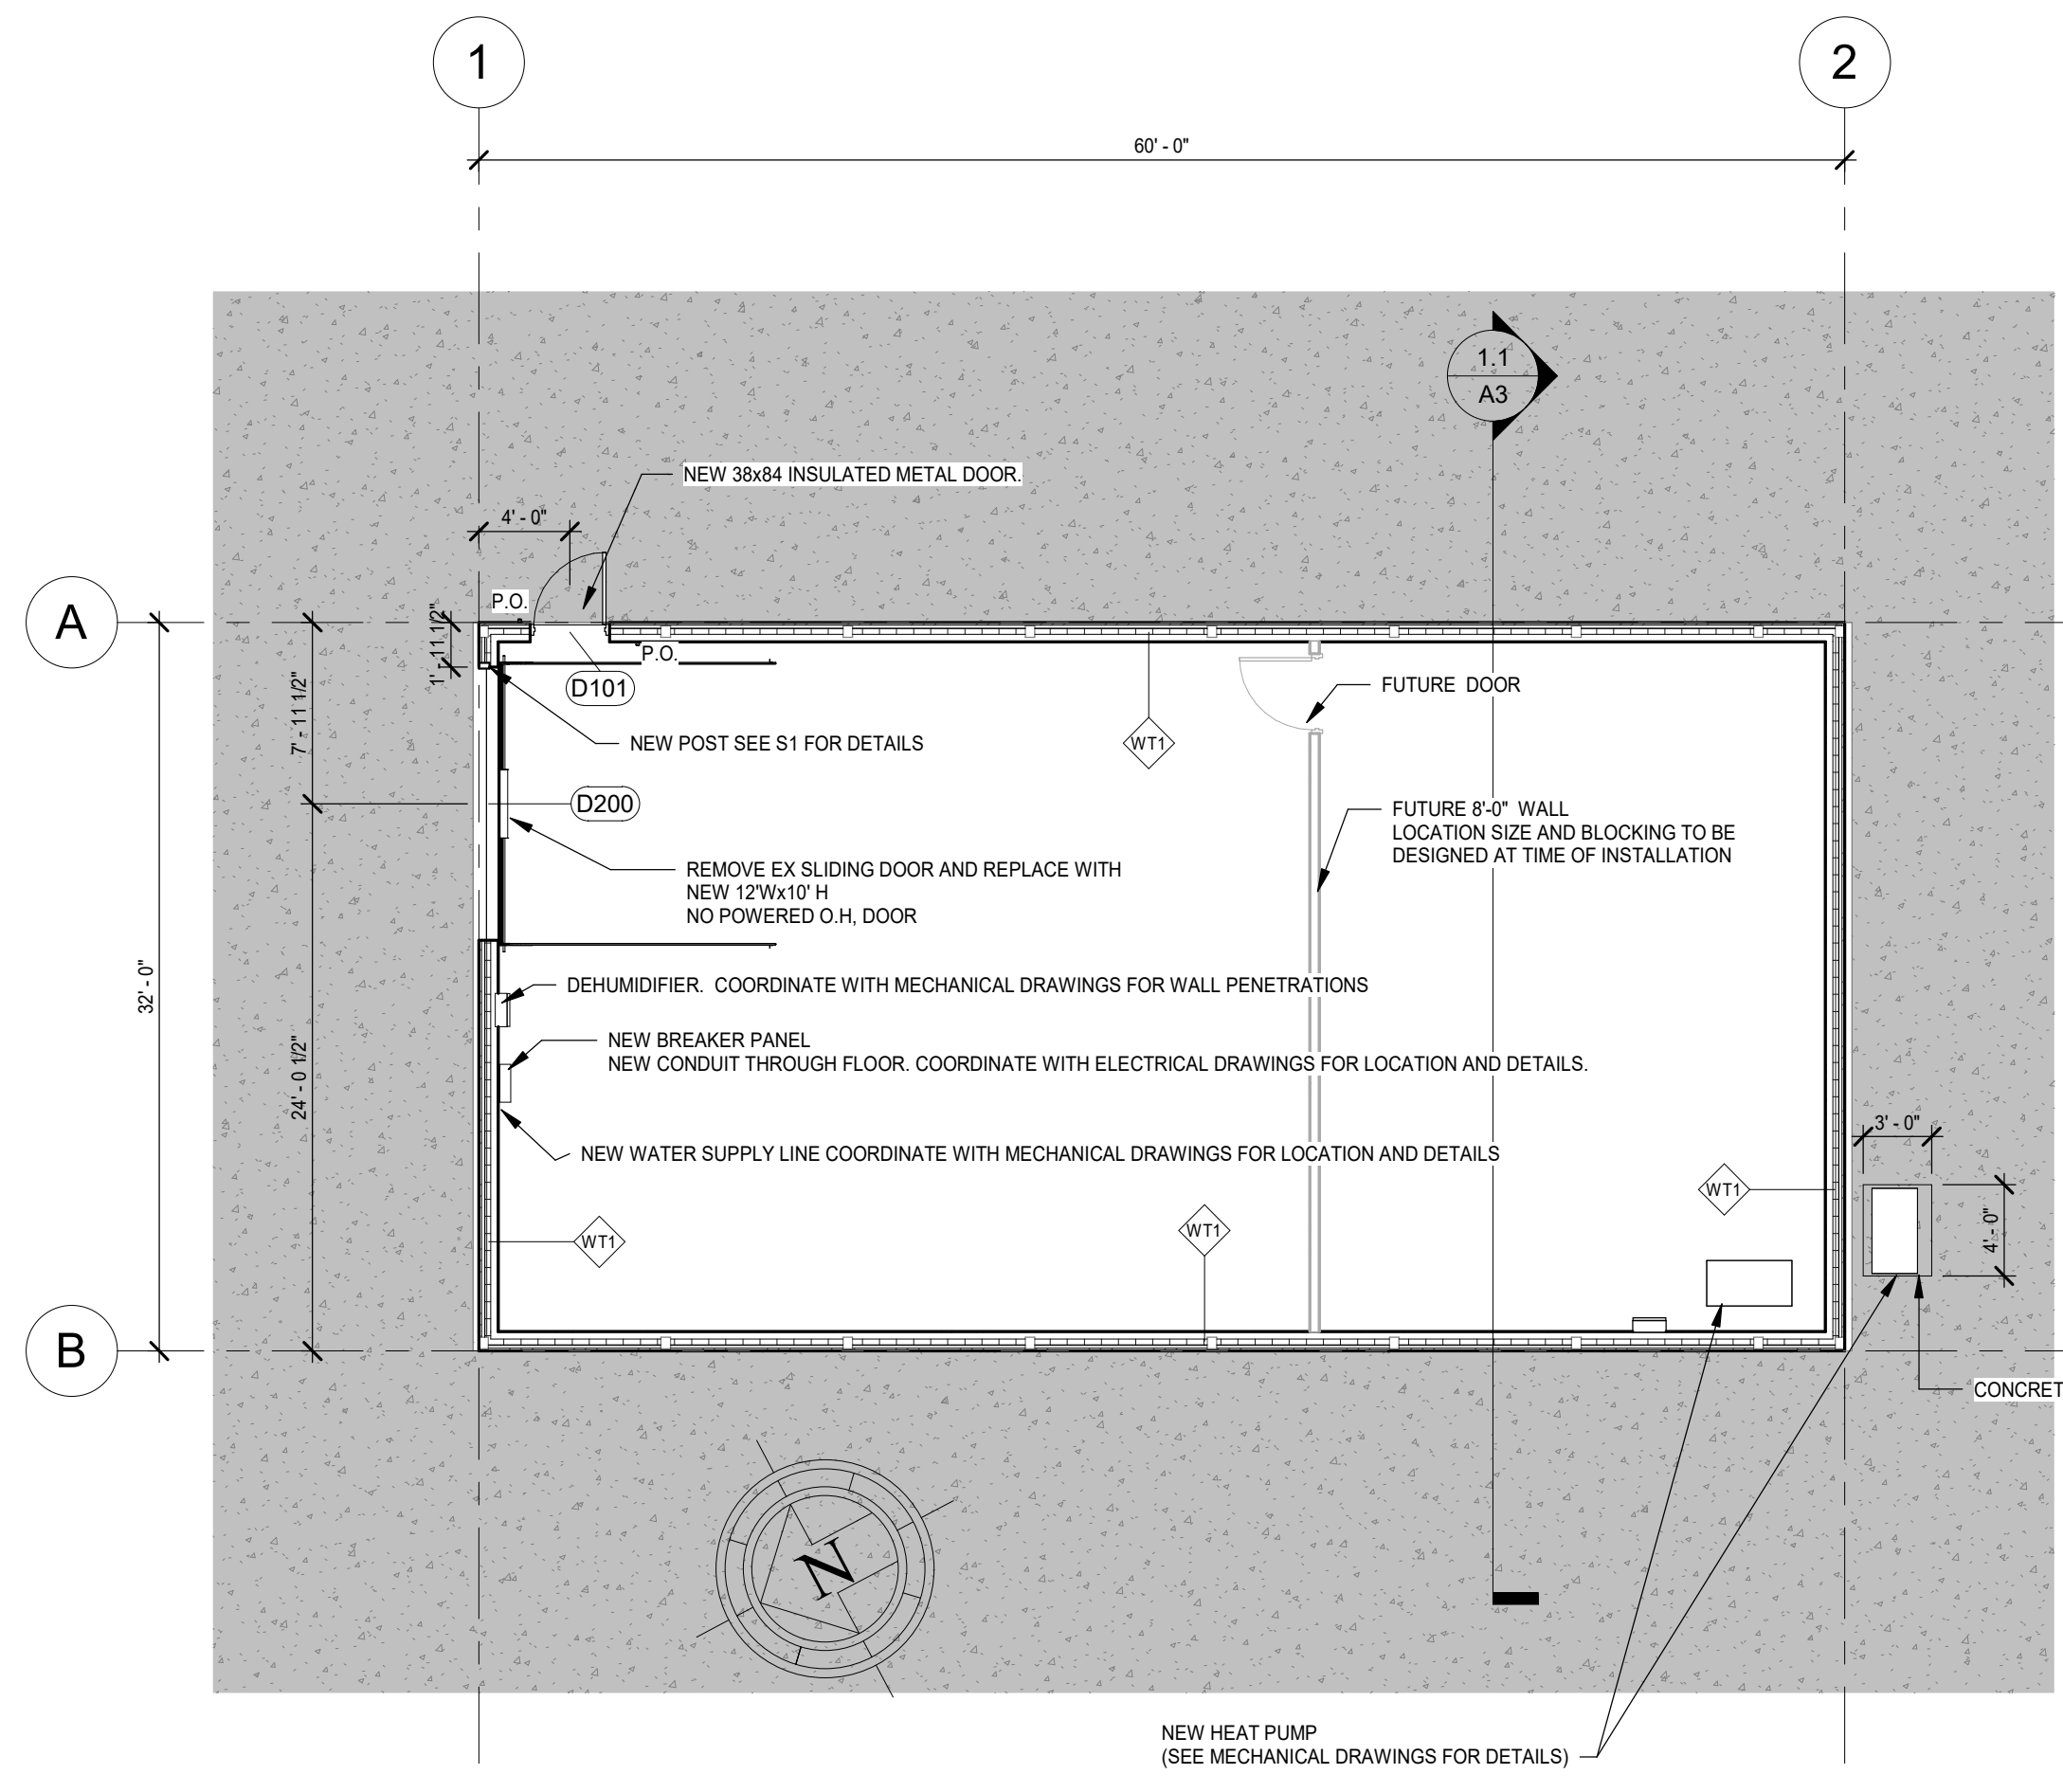 1
2
60' - 0"
1.1
A3
NEW 38x84 INSULATED METAL DOOR.
4' - 0"
P.O.
A
1' 11 1/2"
P.O.
D101
FUTURE DOOR
7' - 11 1/2"
NEW POST SEE S1 FOR DETAILS
WT1
D200
FUTURE 8'-0" WALL
LOCATION SIZE AND BLOCKING TO BE
DESIGNED AT TIME OF INSTALLATION
REMOVE EX SLIDING DOOR AND REPLACE WITH
NEW 12'Wx10' H
NO POWERED O.H, DOOR
32' - 0"
DEHUMIDIFIER. COORDINATE WITH MECHANICAL DRAWINGS FOR WALL PENETRATIONS
NEW BREAKER PANEL
NEW CONDUIT THROUGH FLOOR. COORDINATE WITH ELECTRICAL DRAWINGS FOR LOCATION AND DETAILS.
24' - 0 1/2"
3' - 0"
NEW WATER SUPPLY LINE COORDINATE WITH MECHANICAL DRAWINGS FOR LOCATION AND DETAILS
WT1
WT1
WT1
4' - 0"
B
CONCRET
N
NEW HEAT PUMP
(SEE MECHANICAL DRAWINGS FOR DETAILS)